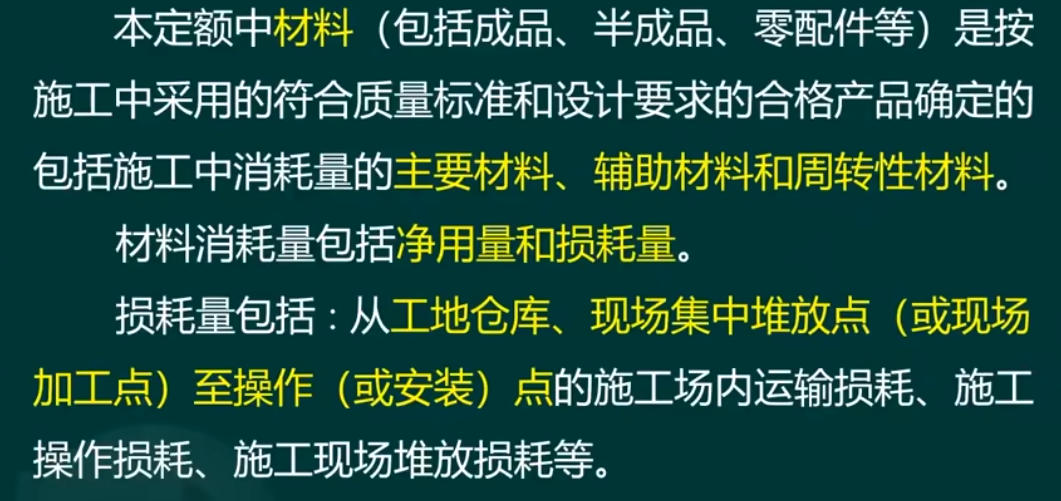 本定额中材料（包括成品、半成品、零配件等）是按
施工中采用的符合质量标准和设计要求的合格产品确定的
包括施工中消耗量的主要材料、辅助材料和周转性材料。
材料消耗量包括净用量和损耗量。
损耗量包括：从工地仓库、现场集中堆放点（或现场
加工点）至操作（或安装）点的施工场内运输损耗、施工
操作损耗、施工现场堆放损耗等。